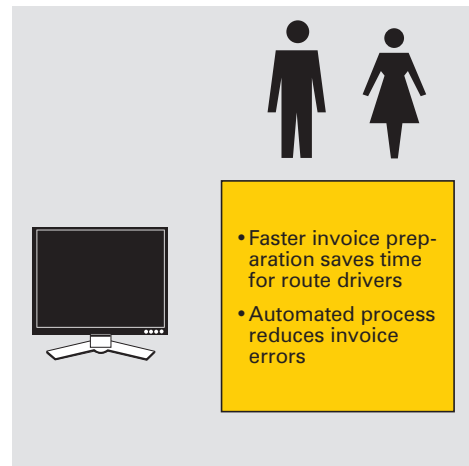 • Faster invoice prep-
aration saves time
for route drivers
• Automated process
reduces invoice
errors